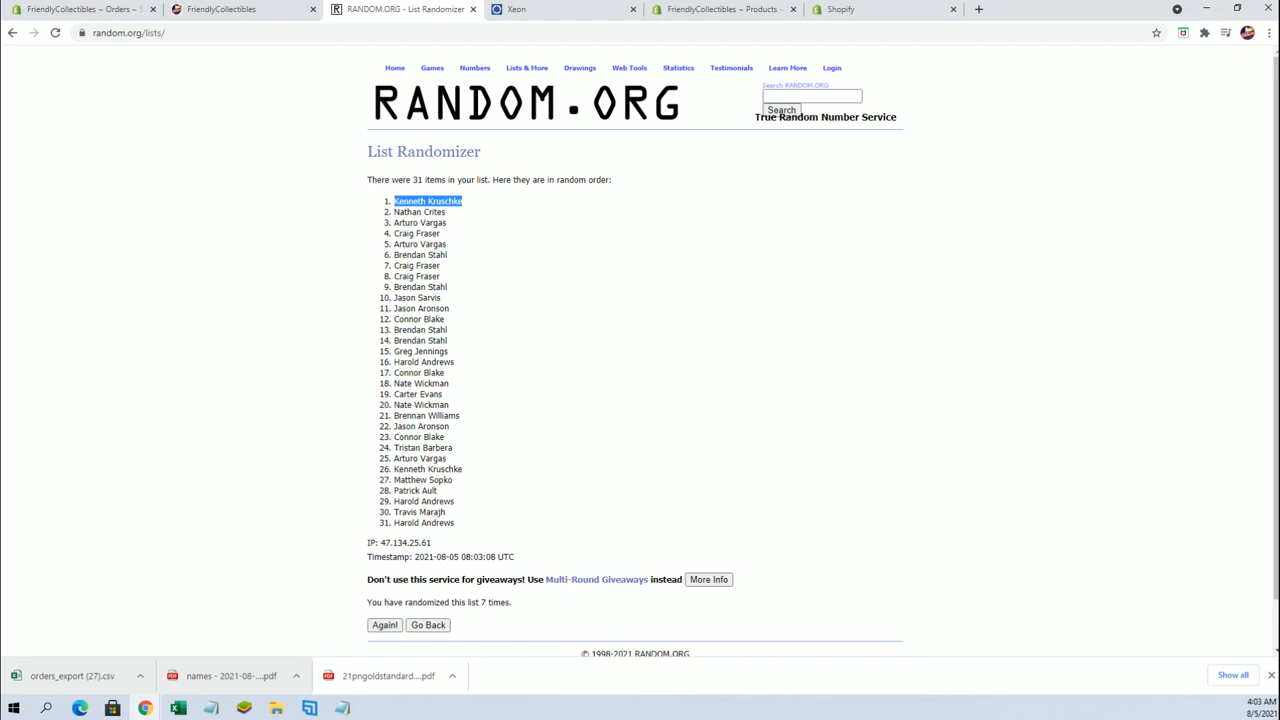 FriendlyCollectibles ~ Orders ~ S
FriendlyCollectibles
RANDOM.ORG - List Randomizer
Xeon
FriendlyCollectibles ~ Products ~
Shopify
random.org/lists/
Home Games Numbers Lists & More Drawings Web Tools Statistics Testimonials Learn More Login
Search RANDOM.ORG
RANDOM.ORG
Search
True Random Number Service
List Randomizer
There were 31 items in your list. Here they are in random order:
1. Kenneth Kruschke
2. Nathan Crites
3. Arturo Vargas
4. Craig Fraser
5. Arturo Vargas
6. Brendan Stahl
7. Craig Fraser
8. Craig Fraser
9. Brendan Stahl
10. Jason Sarvis
11. Jason Aronson
12. Connor Blake
13. Brendan Stahl
14. Brendan Stahl
15. Greg Jennings
16. Harold Andrews
17. Connor Blake
18. Nate Wickman
19. Carter Evans
20. Nate Wickman
21. Brennan Williams
22. Jason Aronson
23. Connor Blake
24. Tristan Barbera
25. Arturo Vargas
26. Kenneth Kruschke
27. Matthew Sopko
28. Patrick Ault
29. Harold Andrews
30. Travis Marajh
31. Harold Andrews
IP: 47.134.25.61
Timestamp: 2021-08-05 08:03:08 UTC
Don't use this service for giveaways! Use Multi-Round Giveaways instead More Info
You have randomized this list 7 times.
Again! Go Back
© 1998-2021 RANDOM.ORG
orders_export (27).csv
names - 2021-08-....pdf
21pngoldstandard....pdf
Show all
4:03 AM
8/5/2021